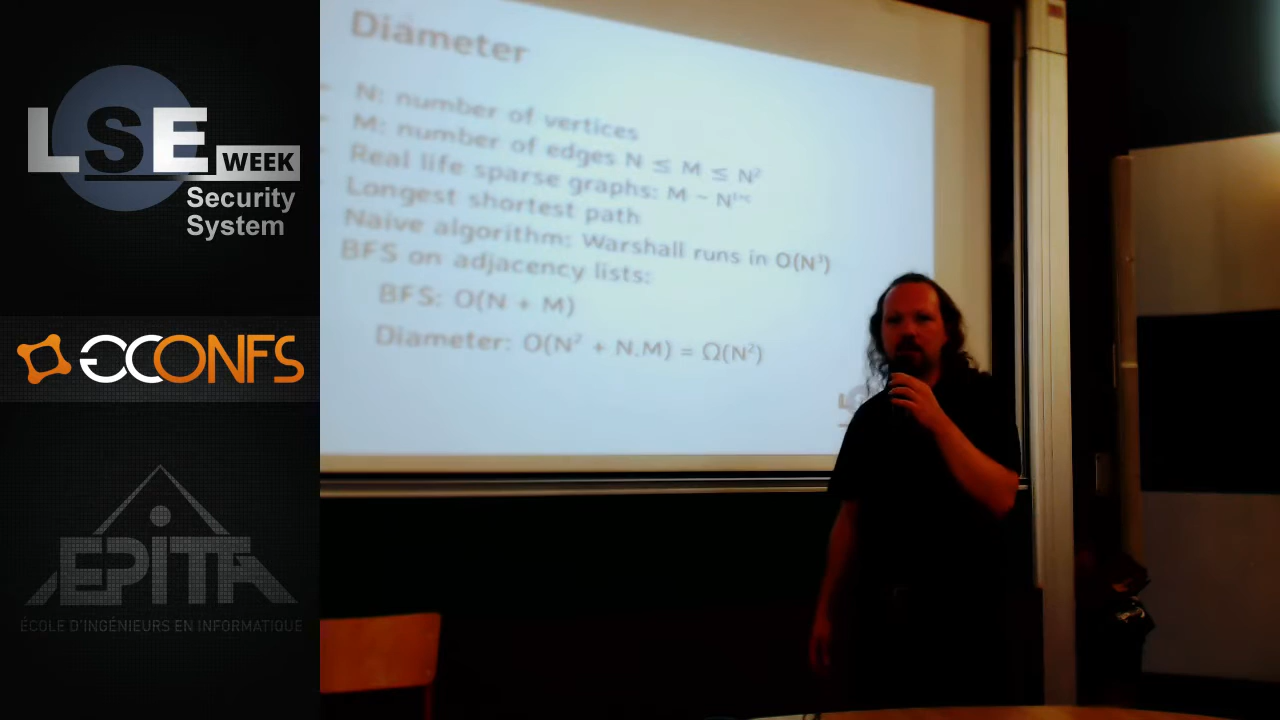 LSE WEEK
Security
System
GCONFS
EPITA
ÉCOLE D'INGÉNIEURS EN INFORMATIQUE
Diameter
N: number of vertices
M: number of edges N ≤ M ≤ N²
Real life sparse graphs: M ~
Longest shortest path
Naive algorithm: Warshall runs in O(N³)
BFS on adjacency lists:
BFS: O(N + M)
Diameter: O(N² + N.M) = Ω(N²)